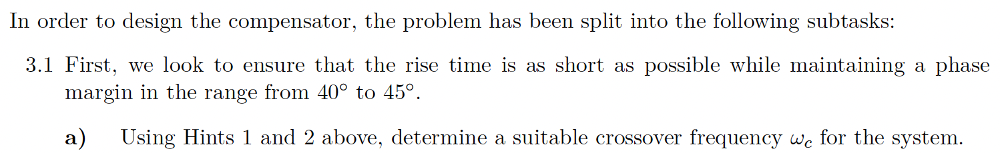 In order to design the compensator, the problem has been split into the following subtasks:
3.1 First, we look to ensure that the rise time is as short as possible while maintaining a phase
margin in the range from 40° to 45°.
a) Using Hints 1 and 2 above, determine a suitable crossover frequency ω_c for the system.